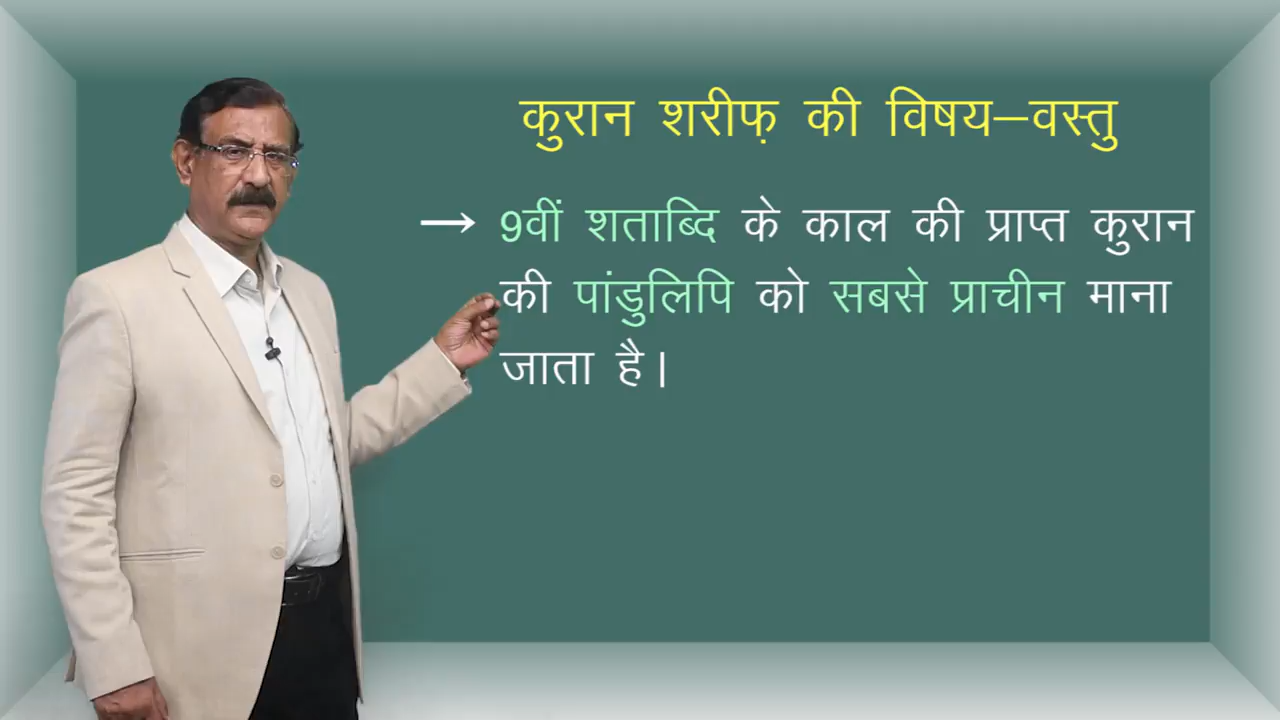 कुरान शरीफ़ की विषय–वस्तु
→ 9वीं शताब्दि के काल की प्राप्त कुरान
की पांडुलिपि को सबसे प्राचीन माना
जाता है।